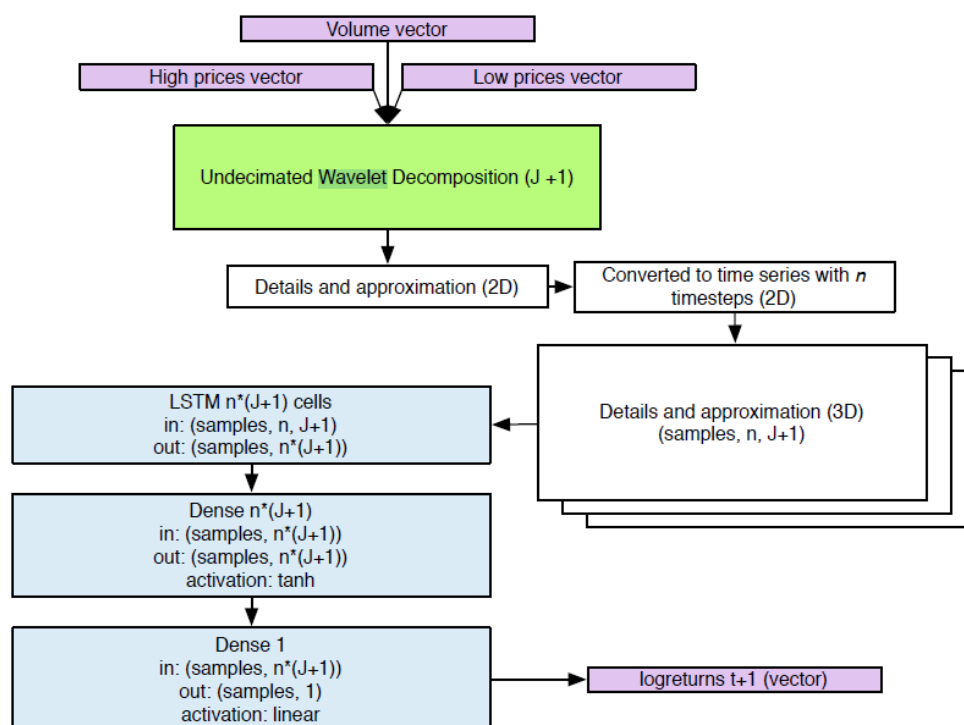 Volume vector
High prices vector
Low prices vector
Undecimated Wavelet Decomposition (J +1)
Details and approximation (2D)
Converted to time series with n
timesteps (2D)
Details and approximation (3D)
(samples, n, J+1)
LSTM n*(J+1) cells
in: (samples, n, J+1)
out: (samples, n*(J+1))
Dense n*(J+1)
in: (samples, n*(J+1))
out: (samples, n*(J+1))
activation: tanh
Dense 1
in: (samples, n*(J+1))
out: (samples, 1)
activation: linear
logreturns t+1 (vector)